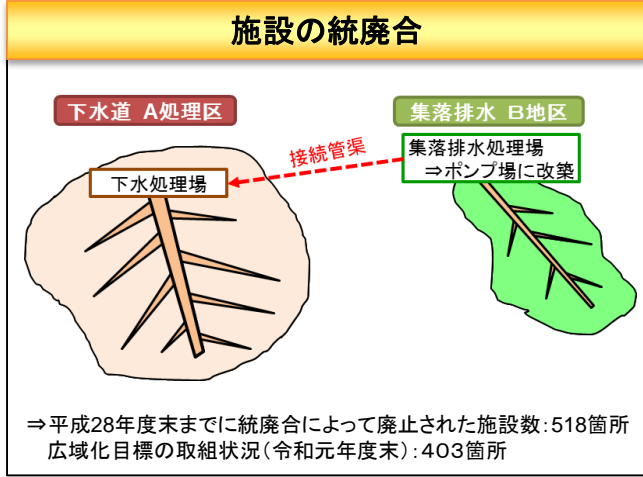 施設の統廃合
下水道 A処理区
集落排水 B地区
接続管渠
集落排水処理場
⇒ポンプ場に改築
下水処理場
⇒平成28年度末までに統廃合によって廃止された施設数:518箇所
広域化目標の取組状況(令和元年度末):403箇所